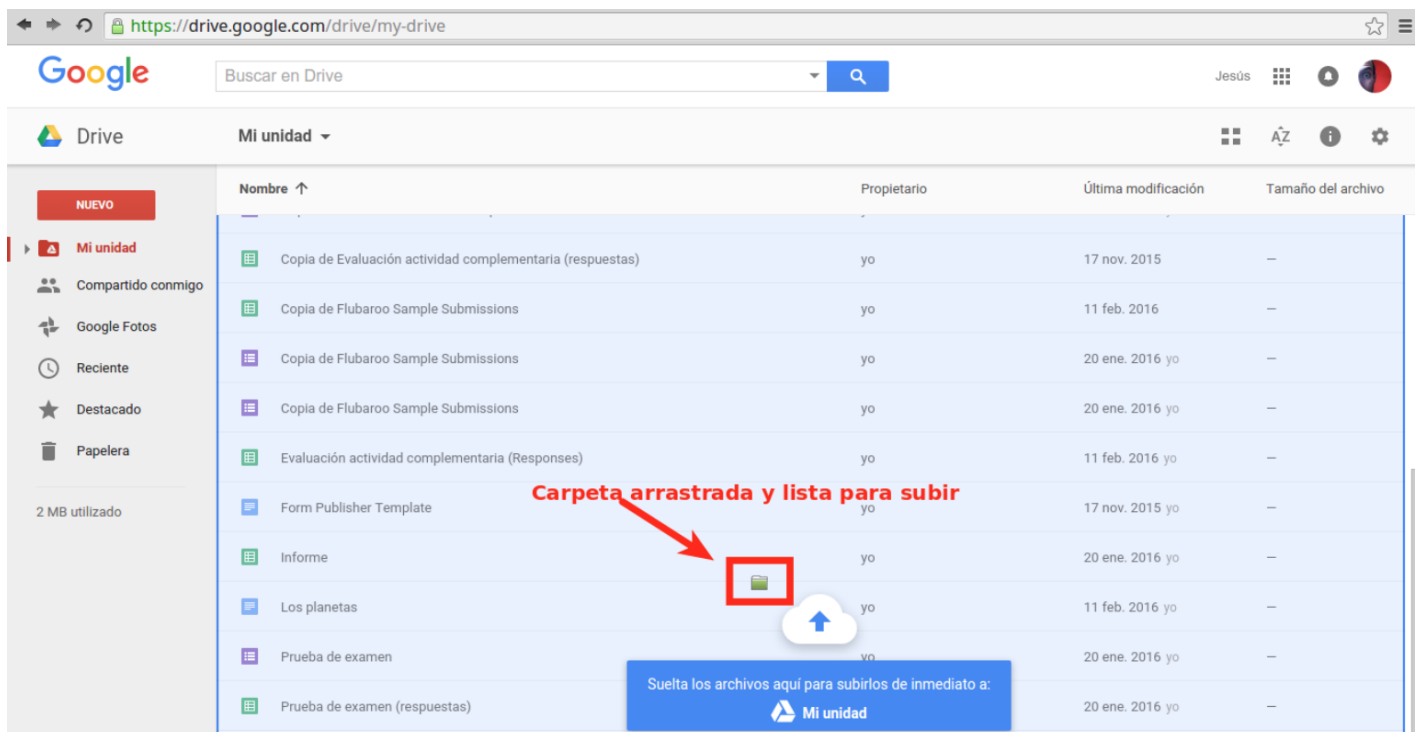 https://drive.google.com/drive/my-drive
Google
Buscar en Drive
Jesús
Drive
Mi unidad
AZ
Nombre Propietario Última modificación Tamaño del archivo
NUEVO
Mi unidad
Compartido conmigo
Google Fotos
Reciente
Destacado
Papelera
2 MB utilizado
Copia de Evaluación actividad complementaria (respuestas) yo 17 nov. 2015 —
Copia de Flubaroo Sample Submissions yo 11 feb. 2016 —
Copia de Flubaroo Sample Submissions yo 20 ene. 2016 yo —
Copia de Flubaroo Sample Submissions yo 20 ene. 2016 yo —
Evaluación actividad complementaria (Responses) yo 11 feb. 2016 yo —
Carpeta arrastrada y lista para subir
Form Publisher Template yo 17 nov. 2015 yo —
Informe yo 20 ene. 2016 yo —
Los planetas yo 11 feb. 2016 yo —
Prueba de examen yo 20 ene. 2016 yo —
Suelta los archivos aquí para subirlos de inmediato a:
Mi unidad
Prueba de examen (respuestas) 20 ene. 2016 yo —